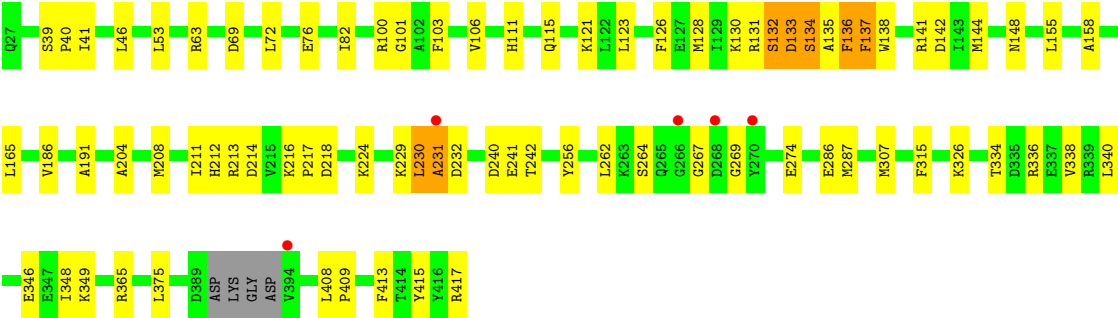 Q27 S39 P40 I41 L46 L53 R63 D69 L72 E76 I82 R100 G101 A102 F103 V106 H111 Q115 K121 L122 L123 F126 E127 M128 I129 K130 R131 S132 D133 S134 A135 F136 F137 W138 R141 D142 I143 M144 N148 L155 A158
L165 V186 A191 A204 M208 I211 H212 R213 D214 V215 K216 P217 D218 K224 K229 L230 A231 D232 D240 E241 T242 Y256 L262 K263 S264 Q265 G266 G267 D268 G269 Y270 E274 E286 M287 M307 F315 K326 T334 D335 R336 E337 V338 R339 L340
E346 E347 I348 K349 R365 L375 D389 ASP LYS GLY ASP V394 L408 P409 F413 T414 Y415 Y416 R417